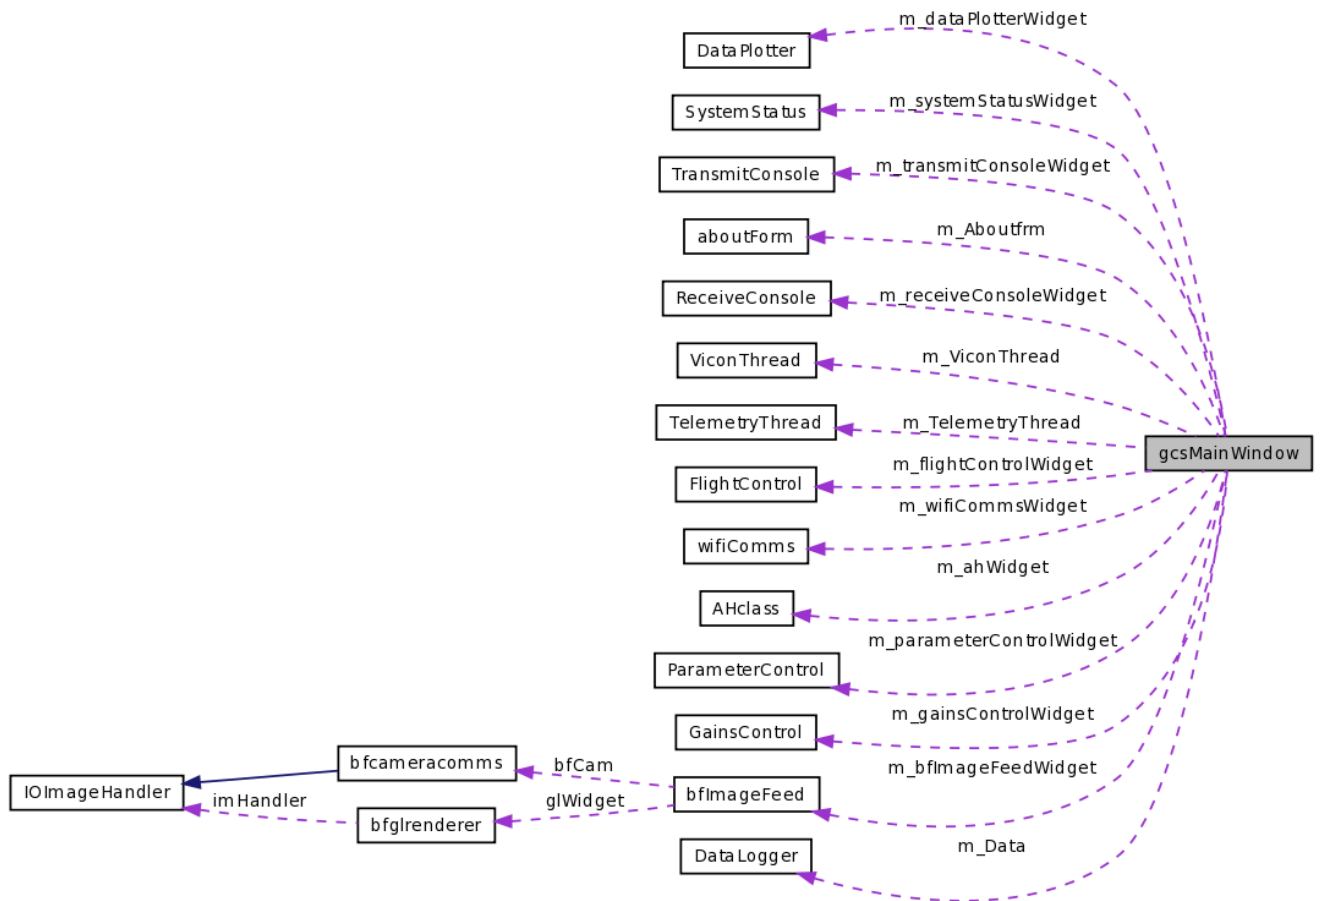 m_dataPlotterWidget
DataPlotter
m_systemStatusWidget
SystemStatus
m_transmitConsoleWidget
TransmitConsole
m_Aboutfrm
aboutForm
m_receiveConsoleWidget
ReceiveConsole
m_ViconThread
ViconThread
m_TelemetryThread
TelemetryThread
gcsMainWindow
m_flightControlWidget
FlightControl
m_wifiCommsWidget
wifiComms
m_ahWidget
AHclass
m_parameterControlWidget
ParameterControl
m_gainsControlWidget
GainsControl
m_bfImageFeedWidget
bfcameracomms
bfCam
IOImageHandler
imHandler
glWidget
bfImageFeed
bfglrenderer
m_Data
DataLogger